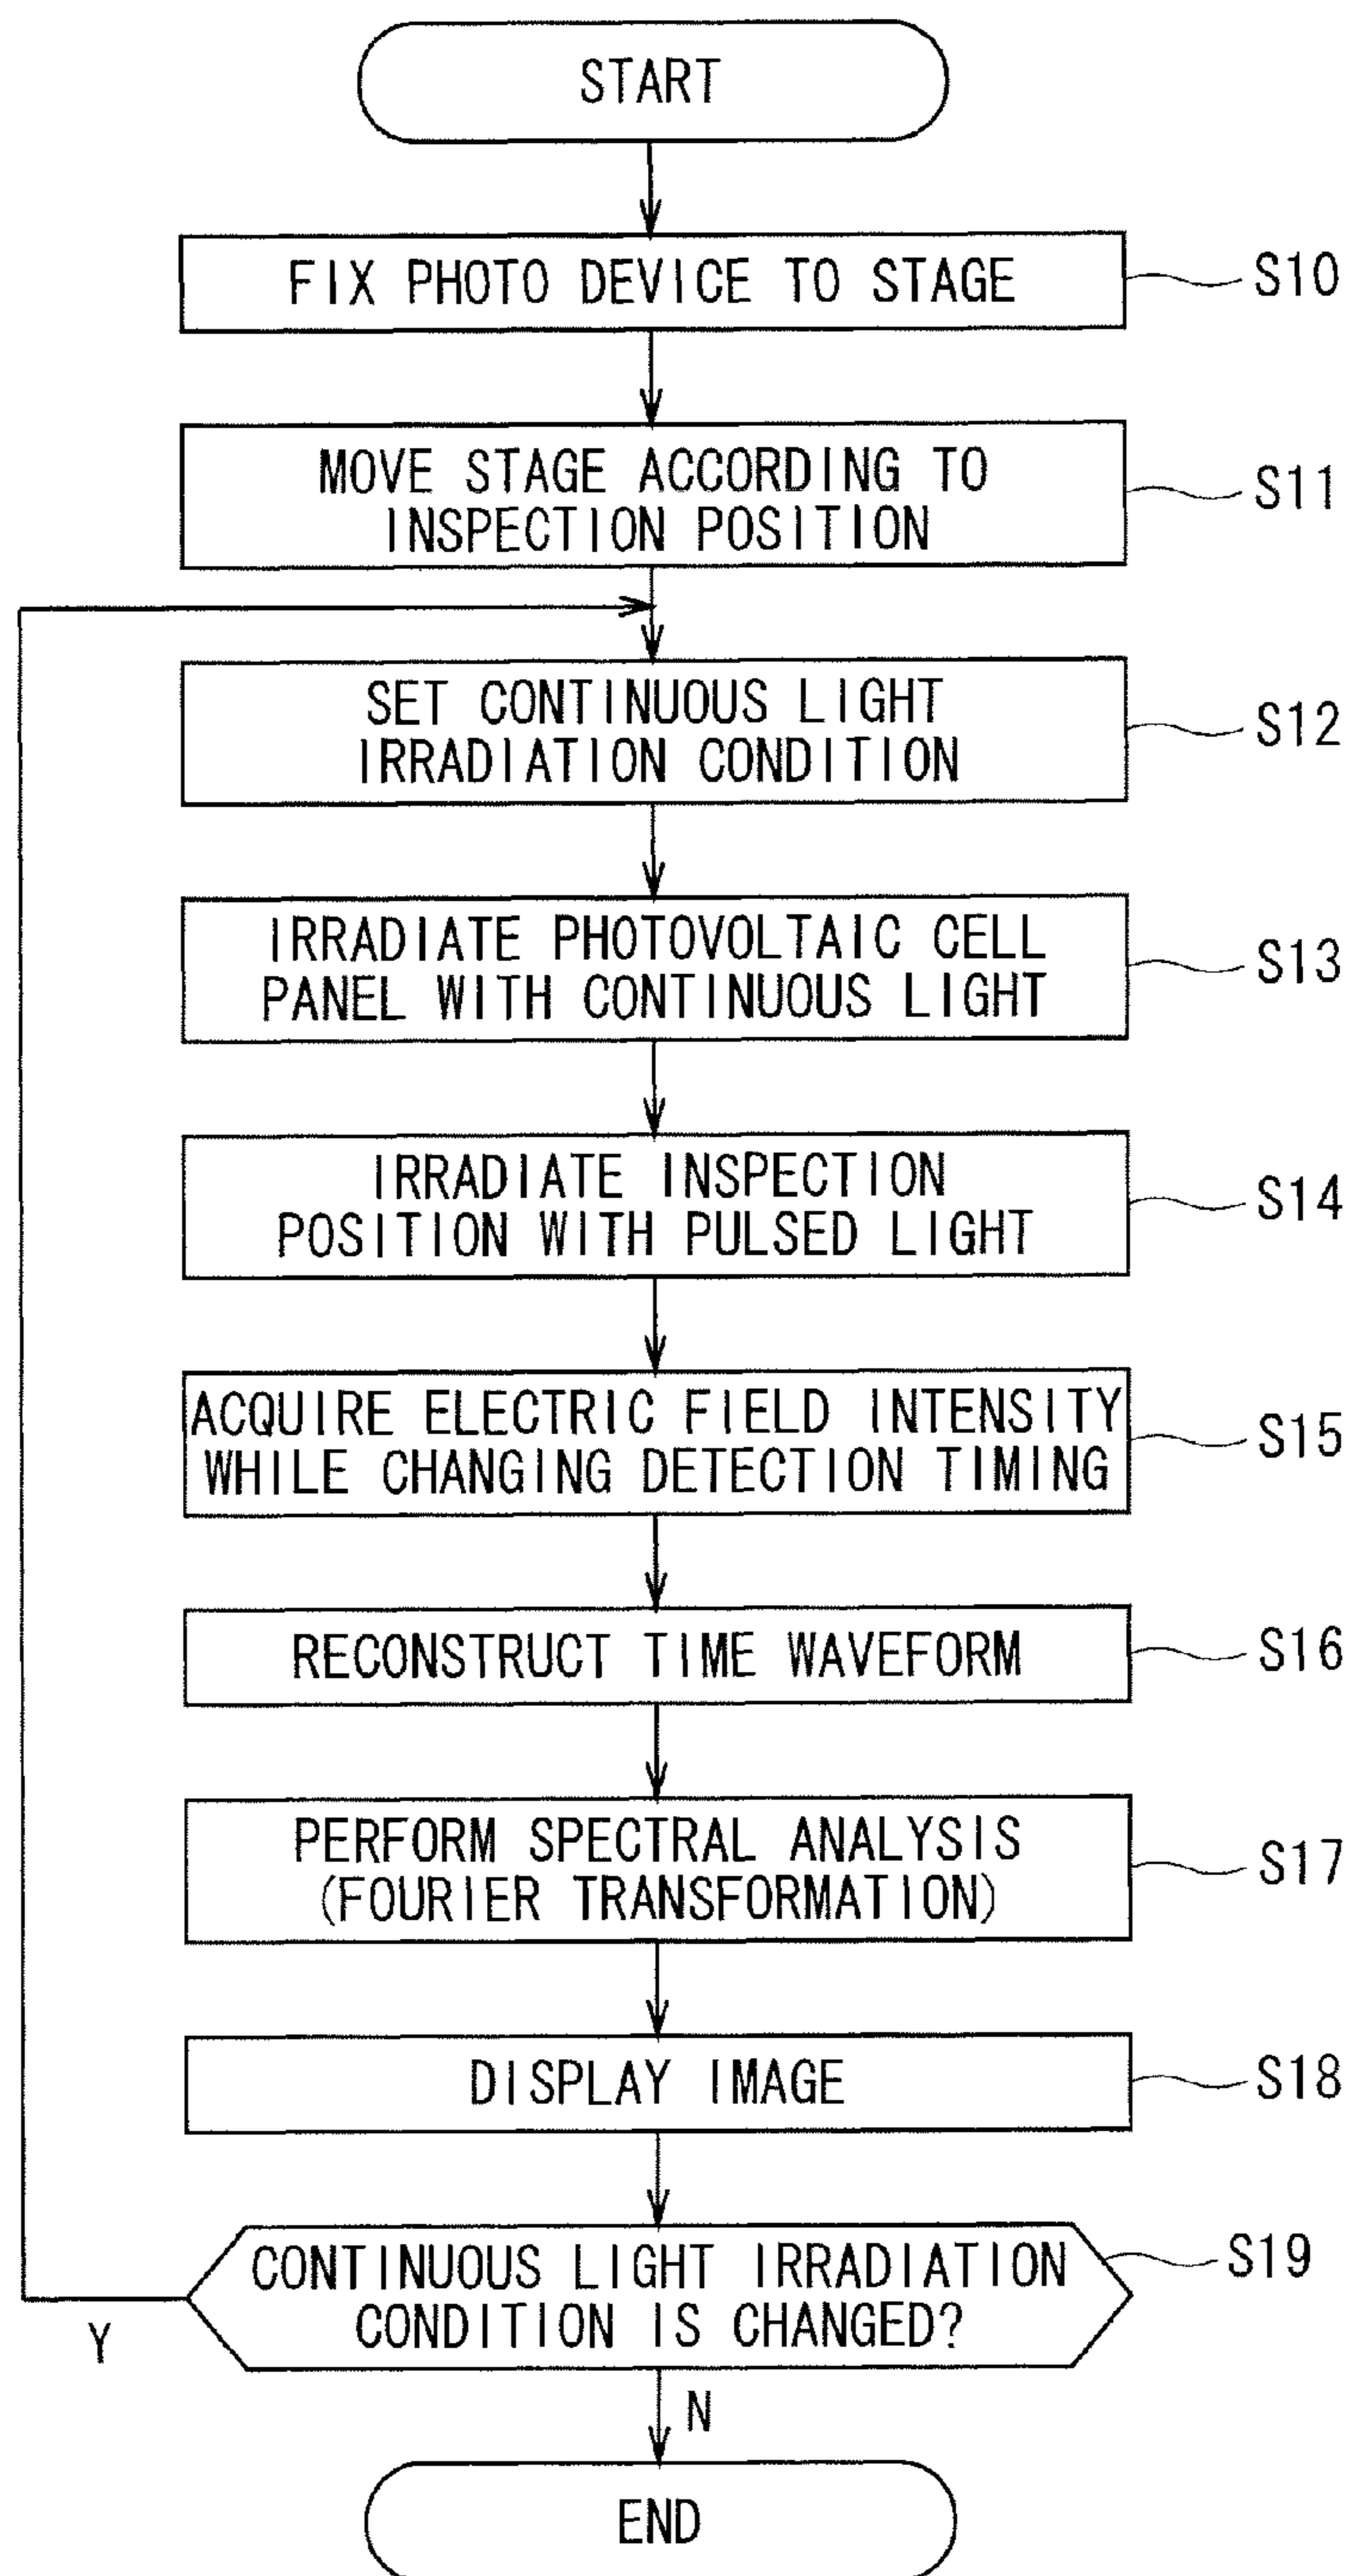 START
FIX PHOTO DEVICE TO STAGE
S10
MOVE STAGE ACCORDING TO
INSPECTION POSITION
S11
SET CONTINUOUS LIGHT
IRRADIATION CONDITION
S12
IRRADIATE PHOTOVOLTAIC CELL
PANEL WITH CONTINUOUS LIGHT
S13
IRRADIATE INSPECTION
POSITION WITH PULSED LIGHT
S14
ACQUIRE ELECTRIC FIELD INTENSITY
WHILE CHANGING DETECTION TIMING
S15
RECONSTRUCT TIME WAVEFORM
S16
PERFORM SPECTRAL ANALYSIS
(FOURIER TRANSFORMATION)
S17
DISPLAY IMAGE
S18
CONTINUOUS LIGHT IRRADIATION
CONDITION IS CHANGED?
S19
Y
N
END